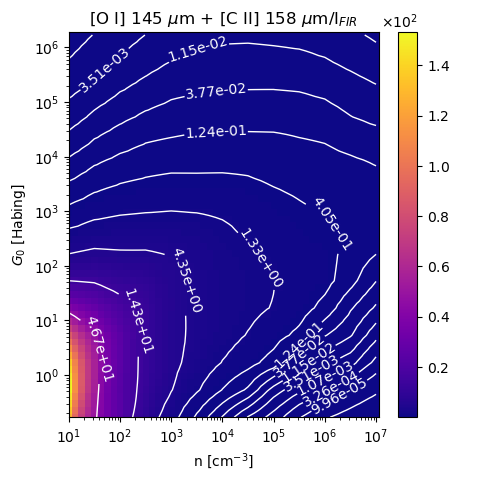 [O I] 145 μm + [C II] 158 μm/I_FIR
×10²
10⁶
10⁵
10⁴
10³
10²
10¹
10⁰
G₀ [Habing]
3.51e-03
1.15e-02
3.77e-02
1.24e-01
4.05e-01
1.33e+00
4.35e+00
1.43e+01
4.67e+01
1.24e-01
3.77e-02
1.15e-02
3.51e-03
1.07e-03
3.26e-04
9.96e-05
10¹
10²
10³
10⁴
10⁵
10⁶
10⁷
n [cm⁻³]
1.4
1.2
1.0
0.8
0.6
0.4
0.2